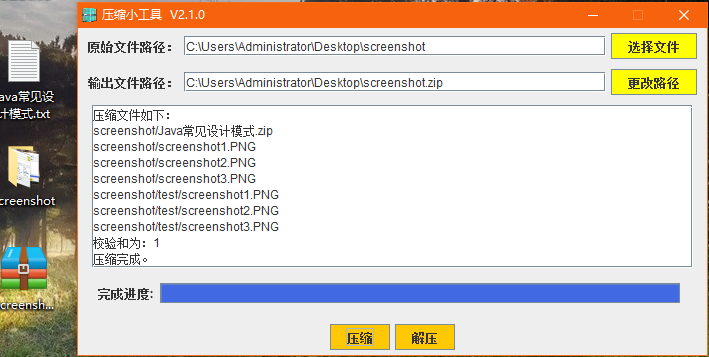 压缩小工具 V2.1.0
原始文件路径：
C:\Users\Administrator\Desktop\screenshot
选择文件
输出文件路径：
C:\Users\Administrator\Desktop\screenshot.zip
更改路径
压缩文件如下：
screenshot/Java常见设计模式.zip
screenshot/screenshot1.PNG
screenshot/screenshot2.PNG
screenshot/screenshot3.PNG
screenshot/test/screenshot1.PNG
screenshot/test/screenshot2.PNG
screenshot/test/screenshot3.PNG
校验和为：1
压缩完成。
完成进度:
压缩
解压
ava常见设
计模式.txt
creenshot
creensh...